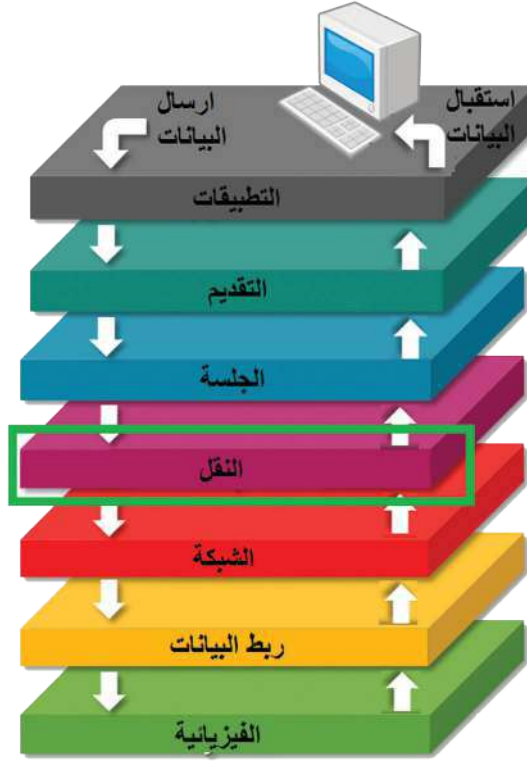 استقبال
البيانات
ارسال
البيانات
التطبيقات
التقديم
الجلسة
النقل
الشبكة
ربط البيانات
الفيزيائية